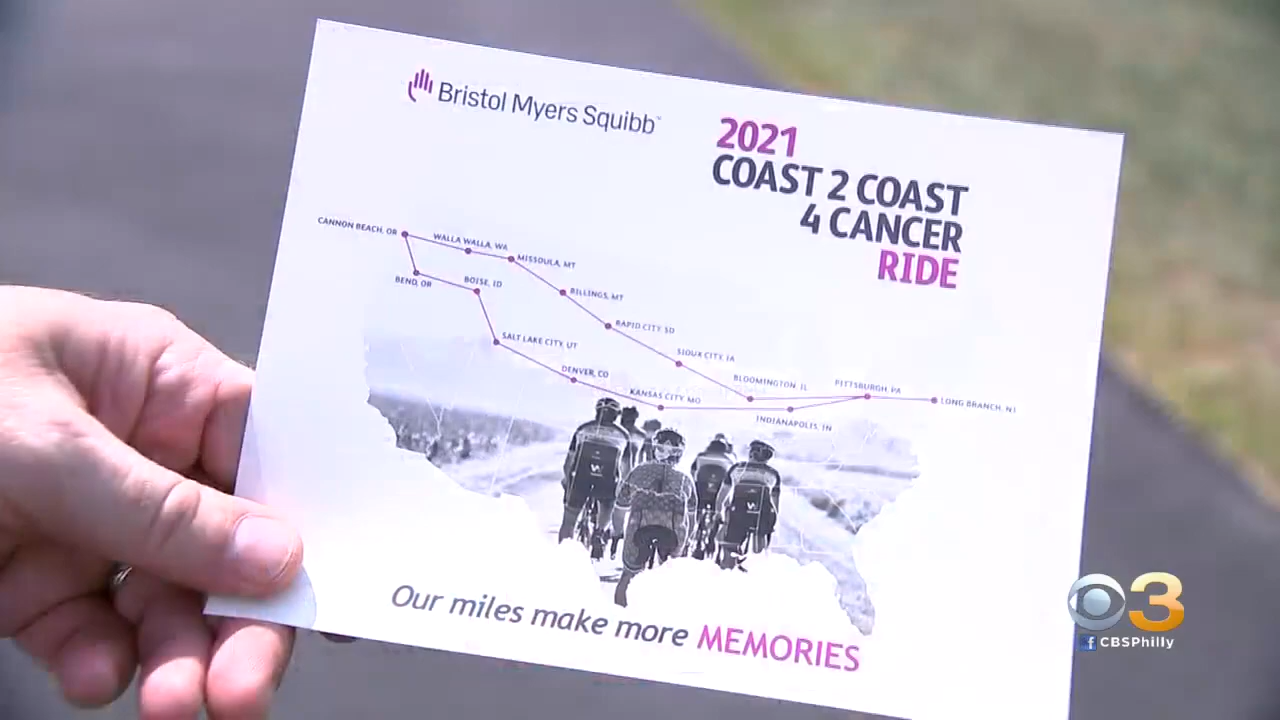 Bristol Myers Squibb™
2021
COAST 2 COAST
4 CANCER
RIDE
CANNON BEACH, OR
WALLA WALLA, WA
MISSOULA, MT
BEND, OR
BOISE, ID
BILLINGS, MT
RAPID CITY, SD
SALT LAKE CITY, UT
SIOUX CITY, IA
DENVER, CO
BLOOMINGTON, IL
PITTSBURGH, PA
KANSAS CITY, MO
LONG BRANCH, NJ
INDIANAPOLIS, IN
Our miles make more MEMORIES
3
f CBSPhilly